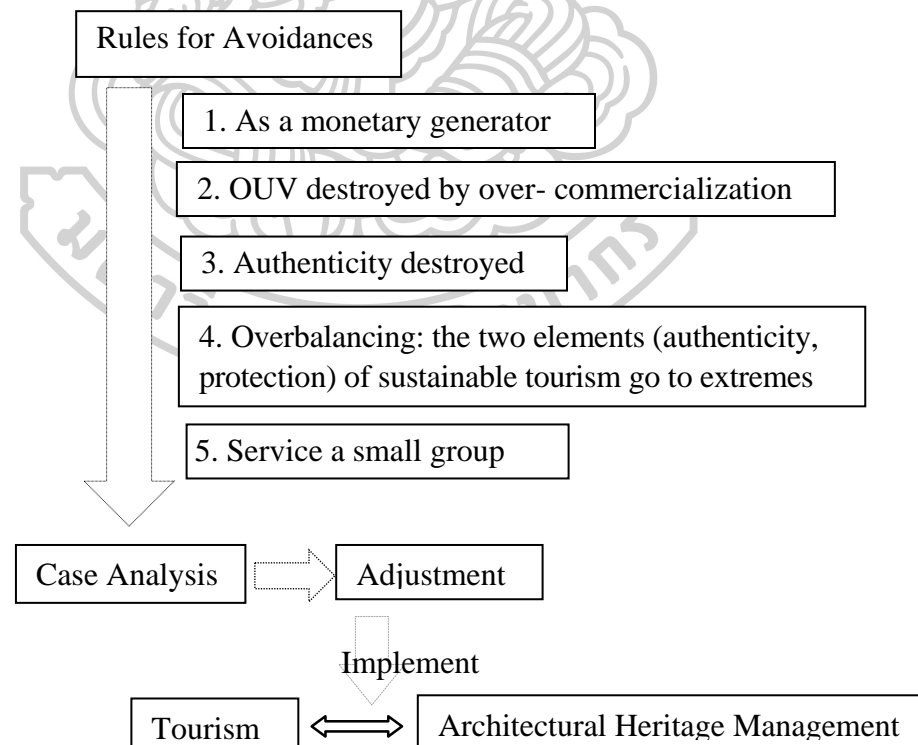 Rules for Avoidances
1. As a monetary generator
2. OUV destroyed by over- commercialization
3. Authenticity destroyed
4. Overbalancing: the two elements (authenticity,
protection) of sustainable tourism go to extremes
5. Service a small group
Case Analysis
Adjustment
Implement
Tourism
Architectural Heritage Management